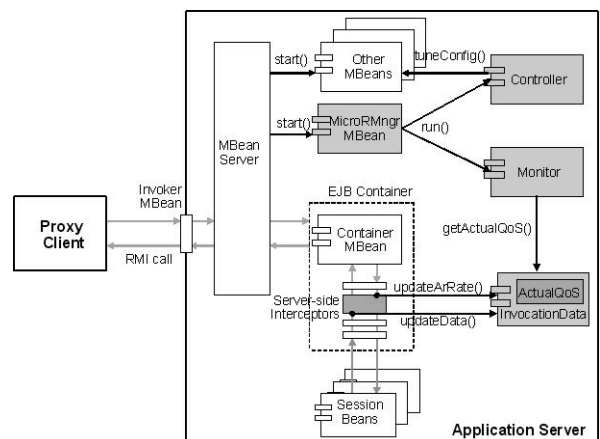 start()
Other
MBeans
tuneConfig()
Controller
MBean
Server
start()
MicroRMngr
MBean
run()
Monitor
Invoker
MBean
EJB Container
Proxy
Client
RMI call
Container
MBean
getActualQoS()
Server-side
Interceptors
updateArRate()
updateData()
ActualQoS
InvocationData
Session
Beans
Application Server